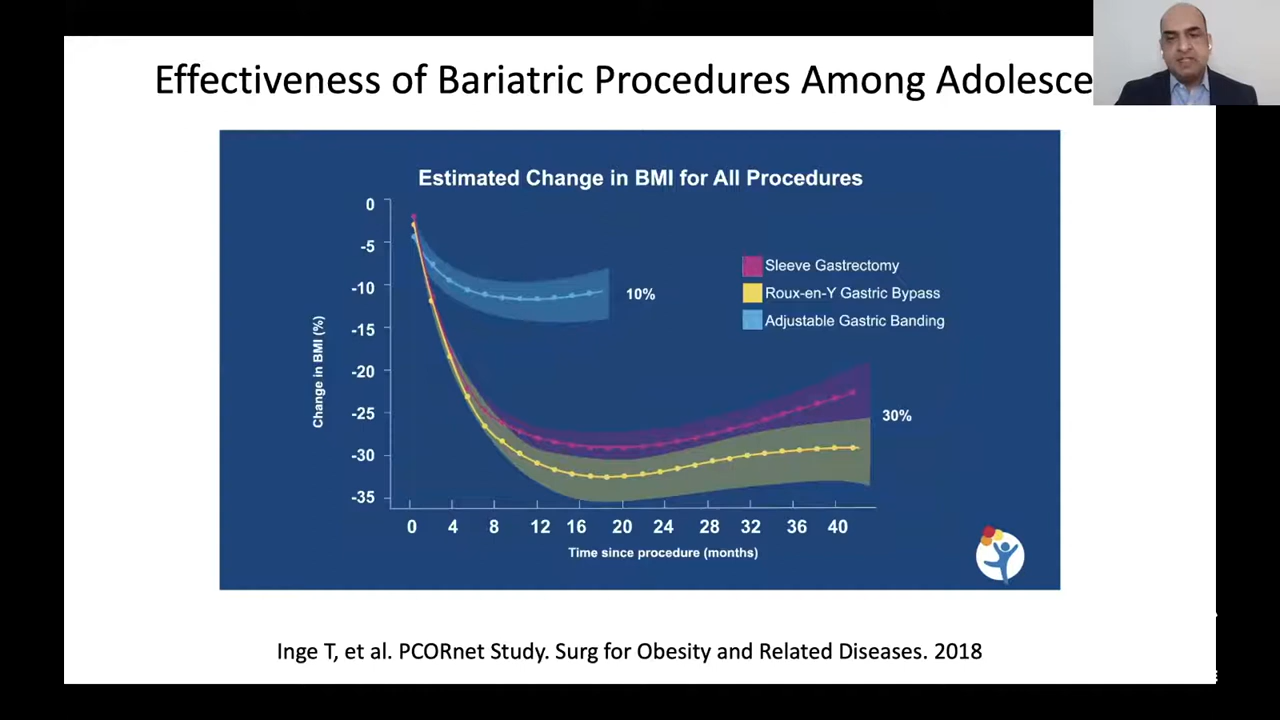 Effectiveness of Bariatric Procedures Among Adolesce
Estimated Change in BMI for All Procedures
0
-5
-10
-15
-20
-25
-30
-35
Change in BMI (%)
10%
Sleeve Gastrectomy
Roux-en-Y Gastric Bypass
Adjustable Gastric Banding
30%
0 4 8 12 16 20 24 28 32 36 40
Time since procedure (months)
Inge T, et al. PCORnet Study. Surg for Obesity and Related Diseases. 2018